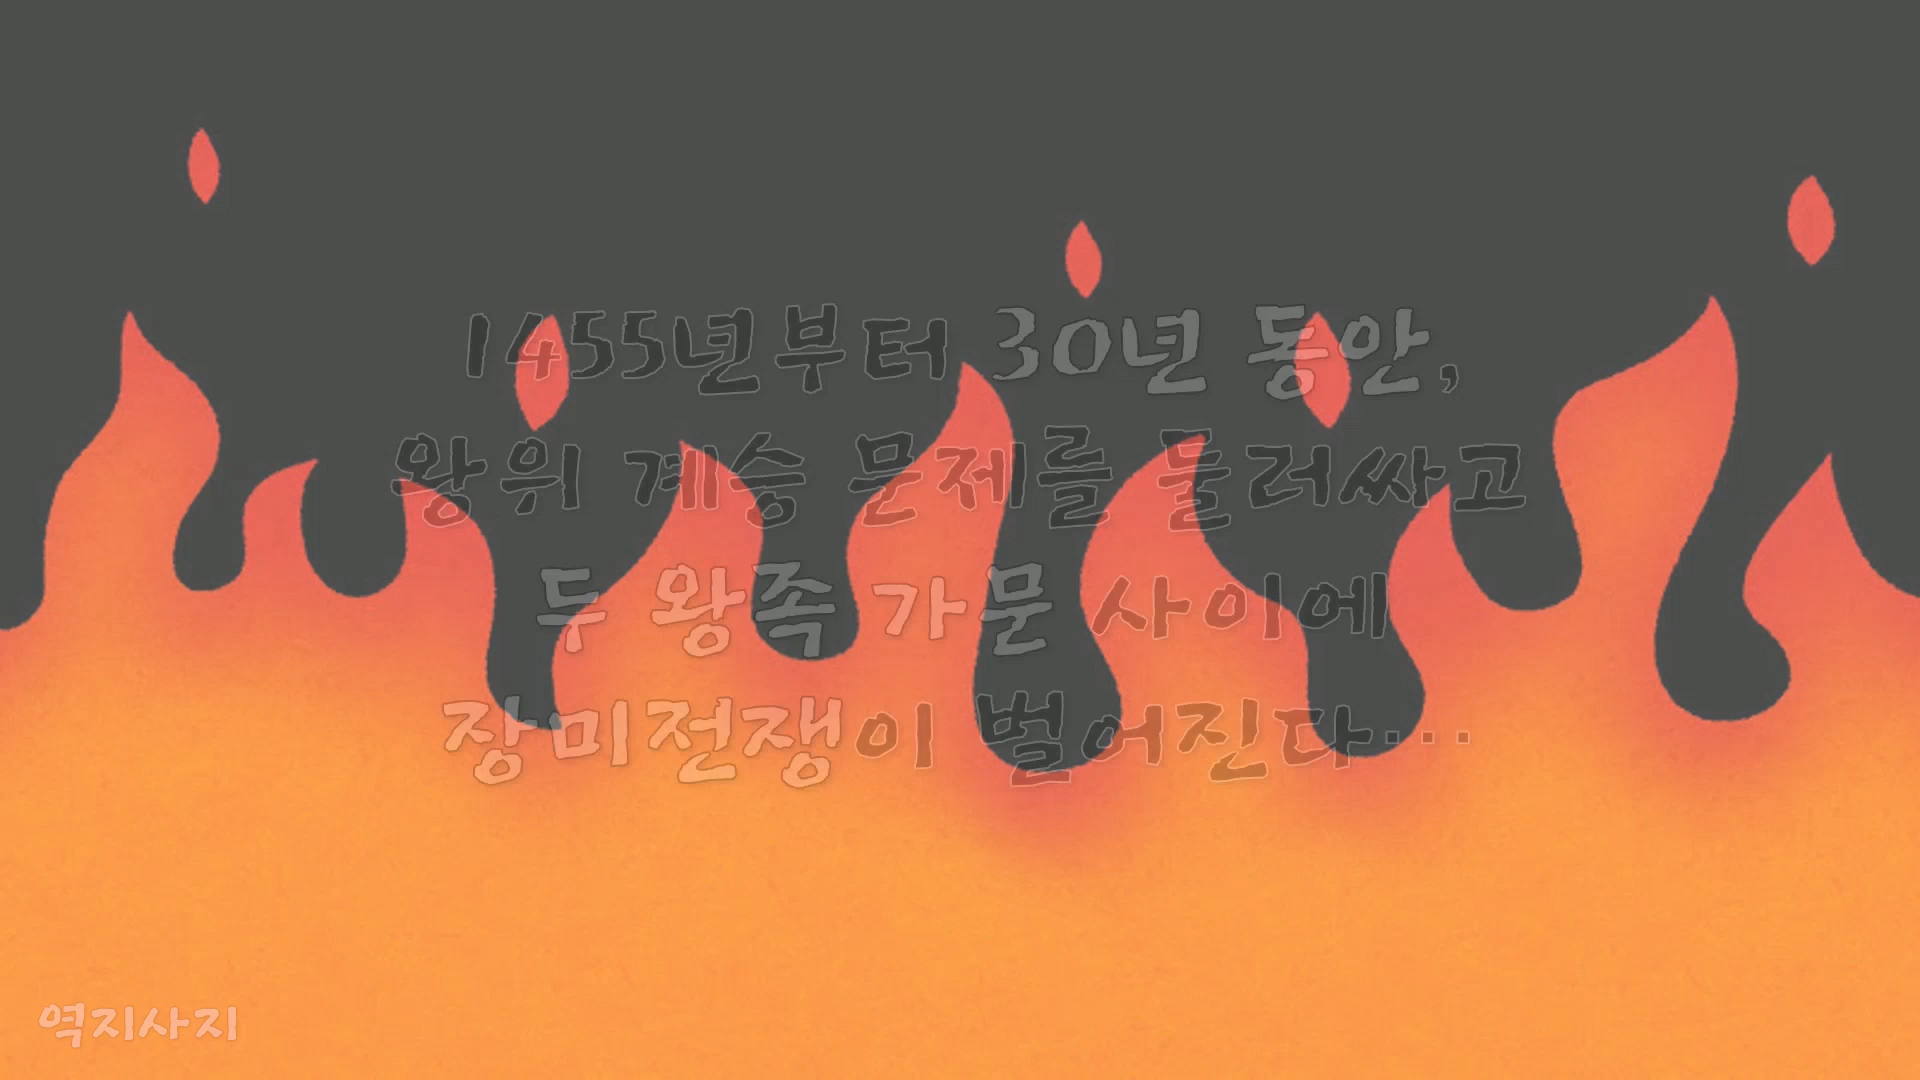 1455년부터 30년 동안,
왕위 계승 문제를 둘러싸고
두 왕족 가문 사이에
장미전쟁이 벌어진다…
역지사지